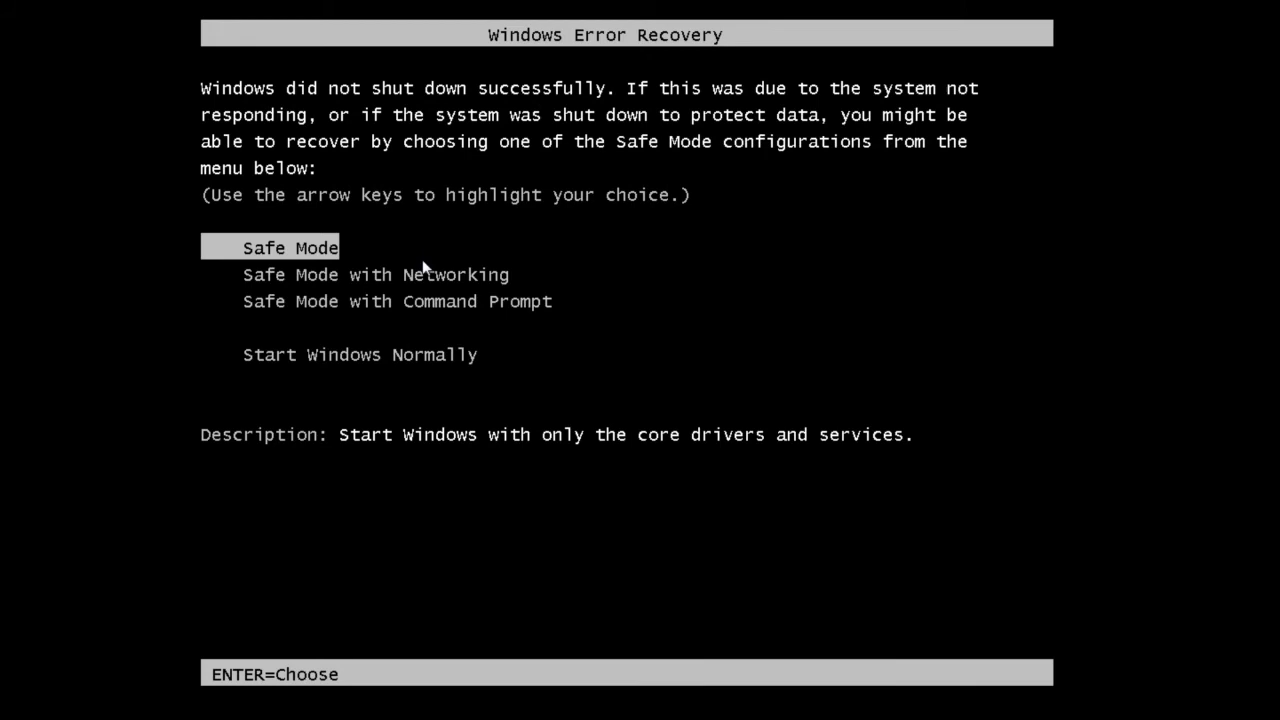 Windows Error Recovery
Windows did not shut down successfully. If this was due to the system not
responding, or if the system was shut down to protect data, you might be
able to recover by choosing one of the Safe Mode configurations from the
menu below:
(Use the arrow keys to highlight your choice.)
Safe Mode
Safe Mode with Networking
Safe Mode with Command Prompt
Start Windows Normally
Description: Start Windows with only the core drivers and services.
ENTER=Choose